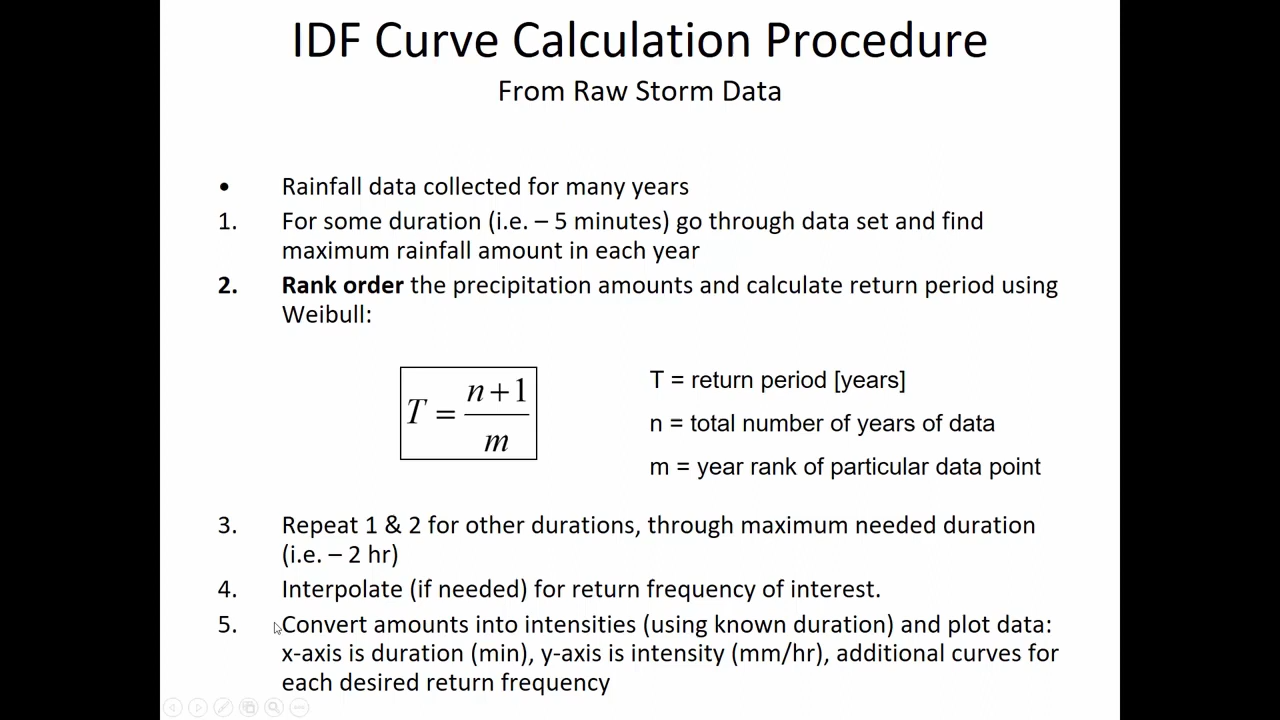 IDF Curve Calculation Procedure
From Raw Storm Data
• Rainfall data collected for many years
1. For some duration (i.e. – 5 minutes) go through data set and find
maximum rainfall amount in each year
2. Rank order the precipitation amounts and calculate return period using
Weibull:
T = (n+1)/m
T = return period [years]
n = total number of years of data
m = year rank of particular data point
3. Repeat 1 & 2 for other durations, through maximum needed duration
(i.e. – 2 hr)
4. Interpolate (if needed) for return frequency of interest.
5. Convert amounts into intensities (using known duration) and plot data:
x-axis is duration (min), y-axis is intensity (mm/hr), additional curves for
each desired return frequency